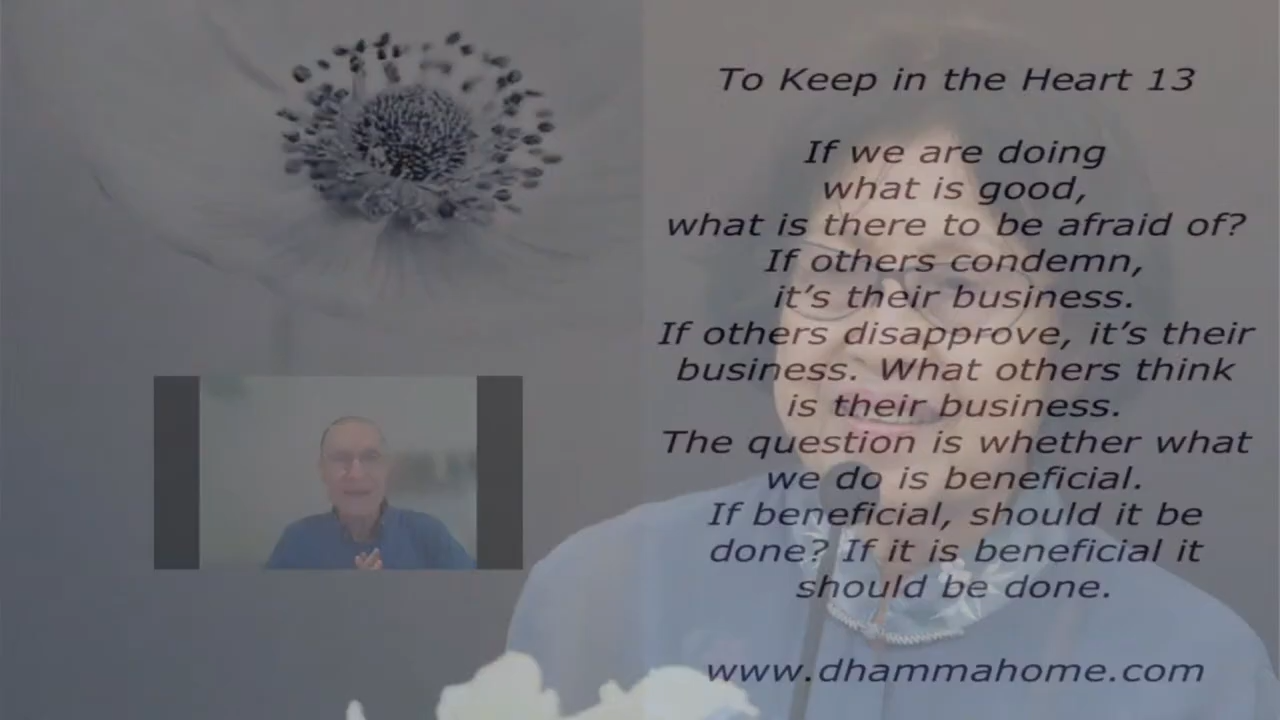 To Keep in the Heart 13
If we are doing
what is good,
what is there to be afraid of?
If others condemn,
it's their business.
If others disapprove, it's their
business. What others think
is their business.
The question is whether what
we do is beneficial.
If beneficial, should it be
done? If it is beneficial it
should be done.
www.dhammahome.com